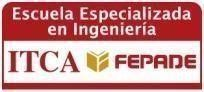 Escuela Especializada
en Ingeniería
ITCA FEPADE